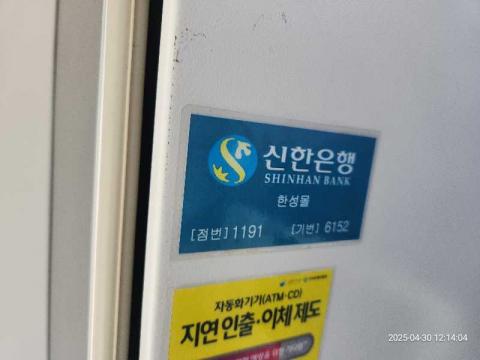 신한은행
SHINHAN BANK
한성몰
[점번]1191 [기번] 6152
자동화기기(ATM·CD)
지연 인출·이체 제도
2025-04-30 12:14:04